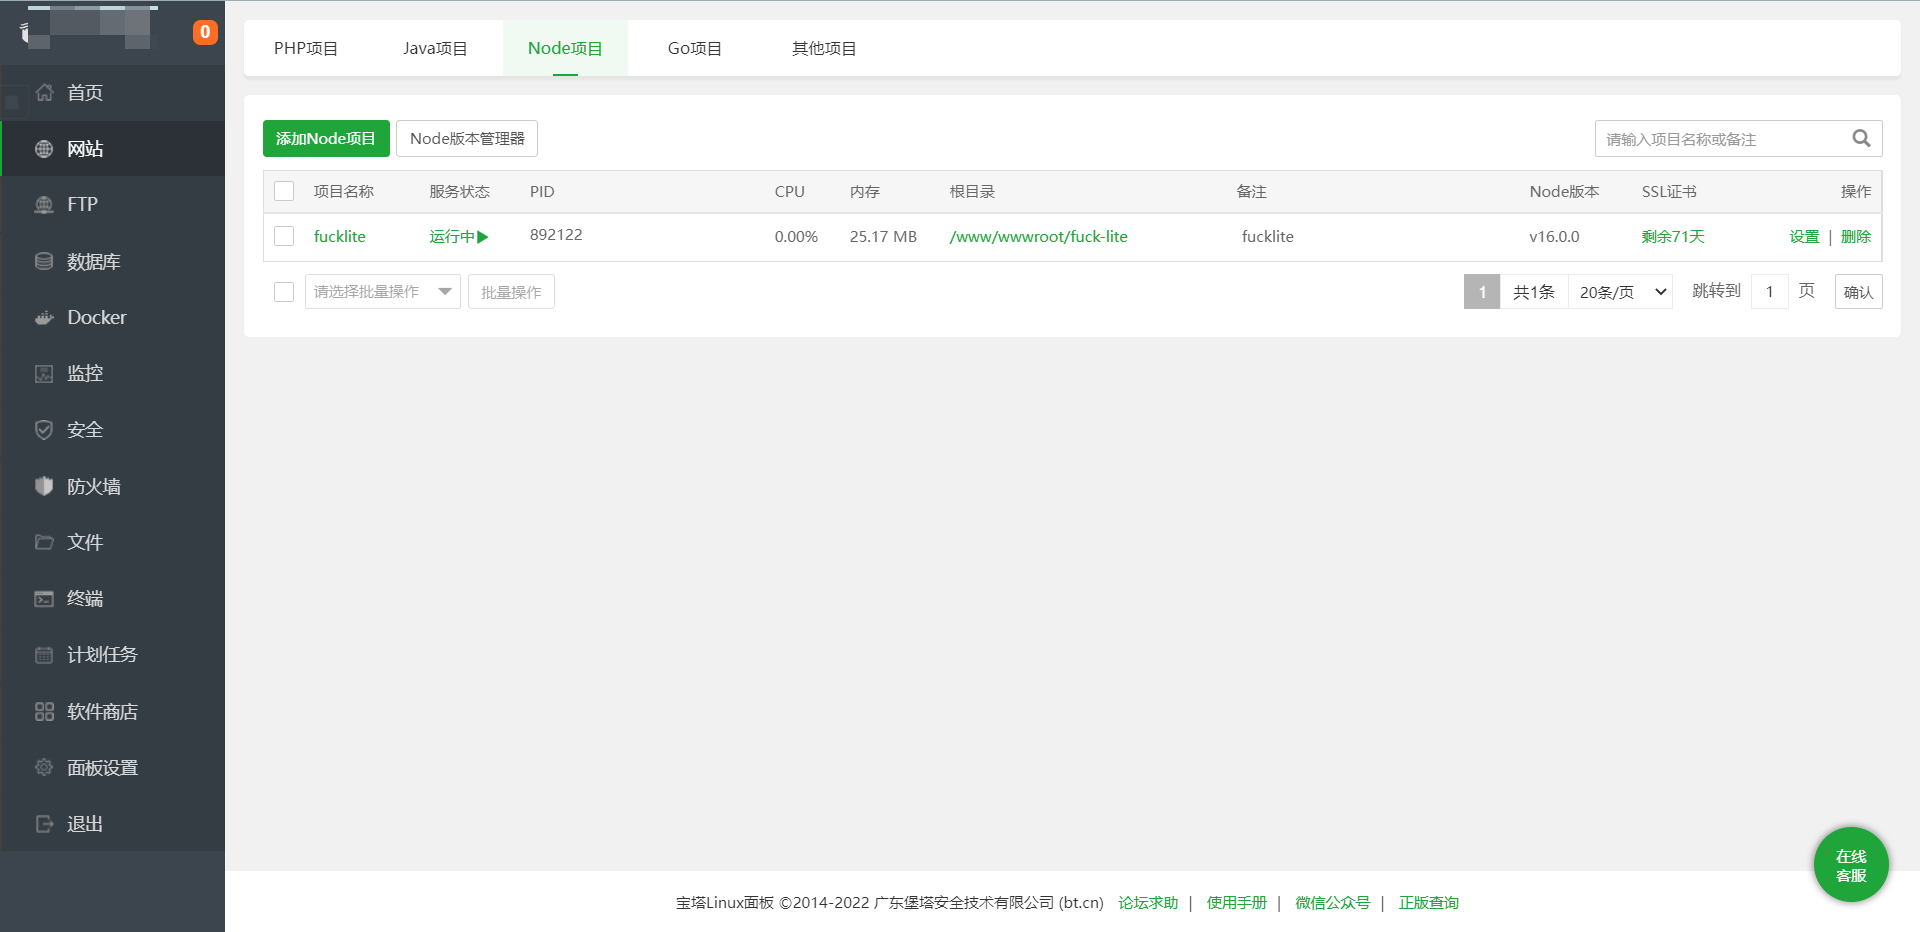 0
首页
网站
FTP
数据库
Docker
监控
安全
防火墙
文件
终端
计划任务
软件商店
面板设置
退出
PHP项目 Java项目 Node项目 Go项目 其他项目
添加Node项目 Node版本管理器 请输入项目名称或备注
项目名称 服务状态 PID CPU 内存 根目录 备注 Node版本 SSL证书 操作
fucklite 运行中 892122 0.00% 25.17 MB /www/wwwroot/fuck-lite fucklite v16.0.0 剩余71天 设置 | 删除
请选择批量操作 批量操作 1 共1条 20条/页 跳转到 1 页 确认
在线
客服
宝塔Linux面板 ©2014-2022 广东堡塔安全技术有限公司 (bt.cn) 论坛求助 | 使用手册 | 微信公众号 | 正版查询